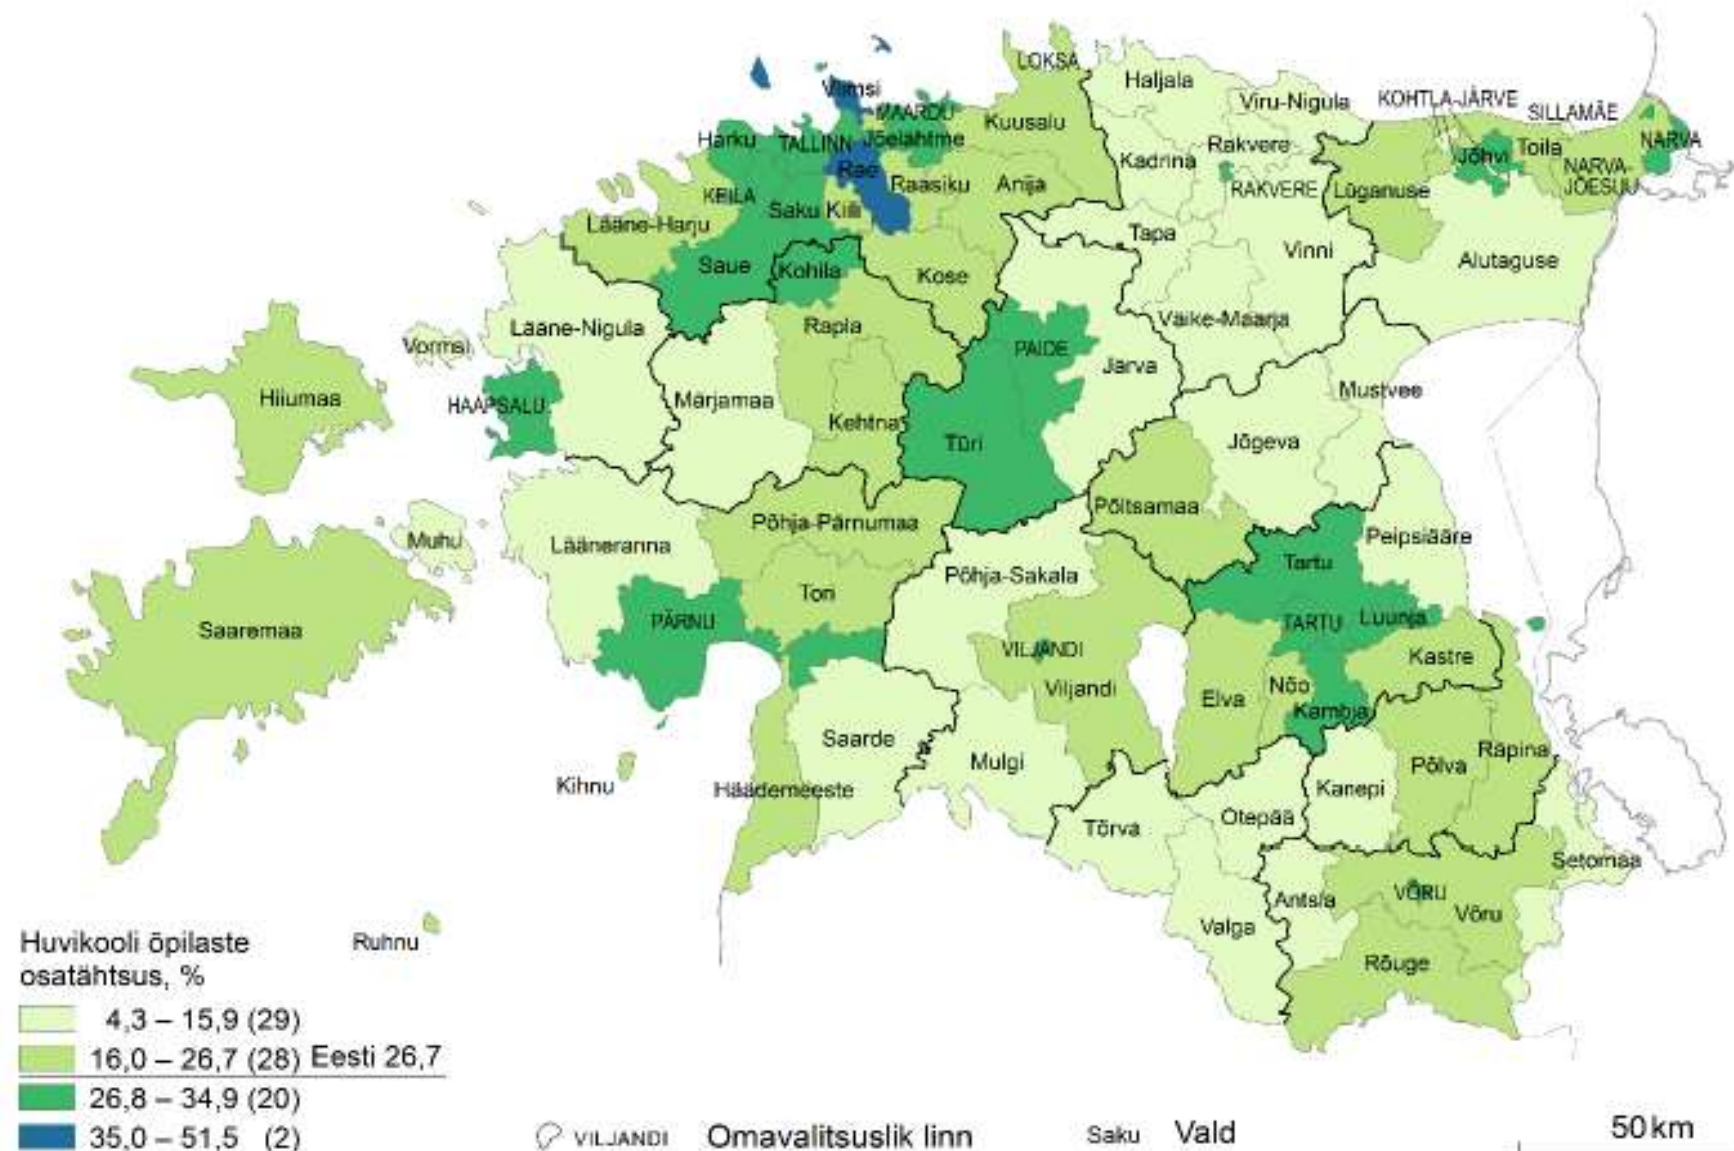 LOKSA
Haljala
Viimsi
MAARDU
Kuusalu
Viru-Nigula
KOHTLA-JÄRVE
SILLAMÄE
Harku
TALLINN
Jõelähtme
Rakvere
Jõhvi
Toila
NARVA
Rae
Raasiku
Anija
Kadrina
RAKVERE
Lüganuse
NARVA-
JÕESUU
KEILA
Saku
Kiili
Lääne-Harju
Tapa
Vinni
Alutaguse
Saue
Kohila
Kose
Lääne-Nigula
Rapla
Väike-Maarja
Vormsi
PAIDE
Järva
Mustvee
Hiiumaa
HAAPSALU
Märjamaa
Kehtna
Türi
Jõgeva
Põltsamaa
Põhja-Pärnumaa
Muhu
Lääneranna
Peipsiääre
Tartu
Põhja-Sakala
Tori
Saaremaa
PÄRNU
TARTU
Luunja
VILJANDI
Kastre
Viljandi
Elva
Nõo
Kambja
Saarde
Mulgi
Põlva
Räpina
Kihnu
Häädemeeste
Kanepi
Tõrva
Otepää
Setomaa
Antsla
VÕRU
Võru
Valga
Rõuge
Ruhnu
Huvikooli õpilaste
osatähtsus, %
4,3 – 15,9 (29)
16,0 – 26,7 (28) Eesti 26,7
26,8 – 34,9 (20)
35,0 – 51,5 (2)
VILJANDI Omavalitsuslik linn
Saku Vald
50 km